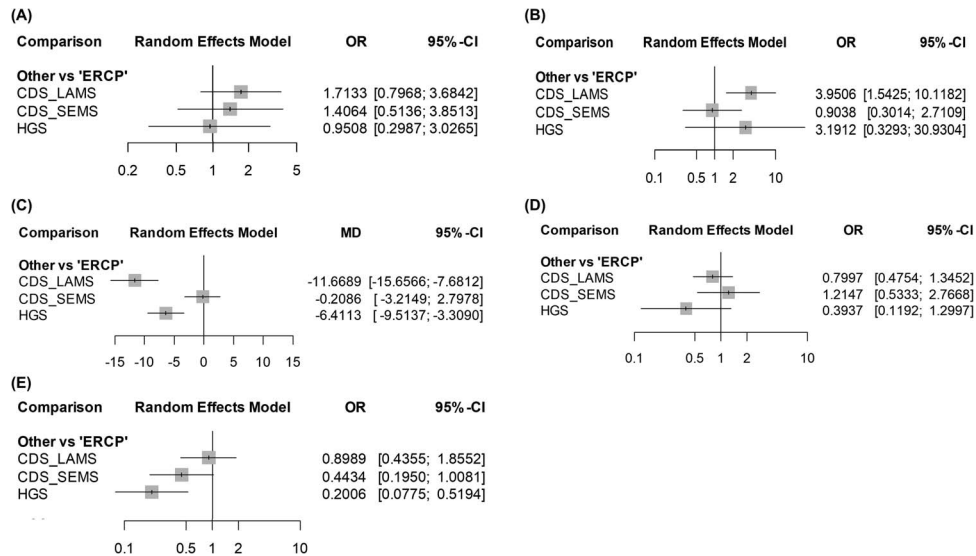 (A)
Comparison Random Effects Model OR 95% -CI
Other vs 'ERCP'
CDS_LAMS 1.7133 [0.7968; 3.6842]
CDS_SEMS 1.4064 [0.5136; 3.8513]
HGS 0.9508 [0.2987; 3.0265]
0.2 0.5 1 2 5
(B)
Comparison Random Effects Model OR 95% -CI
Other vs 'ERCP'
CDS_LAMS 3.9506 [1.5425; 10.1182]
CDS_SEMS 0.9038 [0.3014; 2.7109]
HGS 3.1912 [0.3293; 30.9304]
0.1 0.5 1 2 10
(C)
Comparison Random Effects Model MD 95% -CI
Other vs 'ERCP'
CDS_LAMS -11.6689 [-15.6566; -7.6812]
CDS_SEMS -0.2086 [ -3.2149; 2.7978]
HGS -6.4113 [ -9.5137; -3.3090]
-15 -10 -5 0 5 10 15
(D)
Comparison Random Effects Model OR 95% -CI
Other vs 'ERCP'
CDS_LAMS 0.7997 [0.4754; 1.3452]
CDS_SEMS 1.2147 [0.5333; 2.7668]
HGS 0.3937 [0.1192; 1.2997]
0.1 0.5 1 2 10
(E)
Comparison Random Effects Model OR 95% -CI
Other vs 'ERCP'
CDS_LAMS 0.8989 [0.4355; 1.8552]
CDS_SEMS 0.4434 [0.1950; 1.0081]
HGS 0.2006 [0.0775; 0.5194]
0.1 0.5 1 2 10